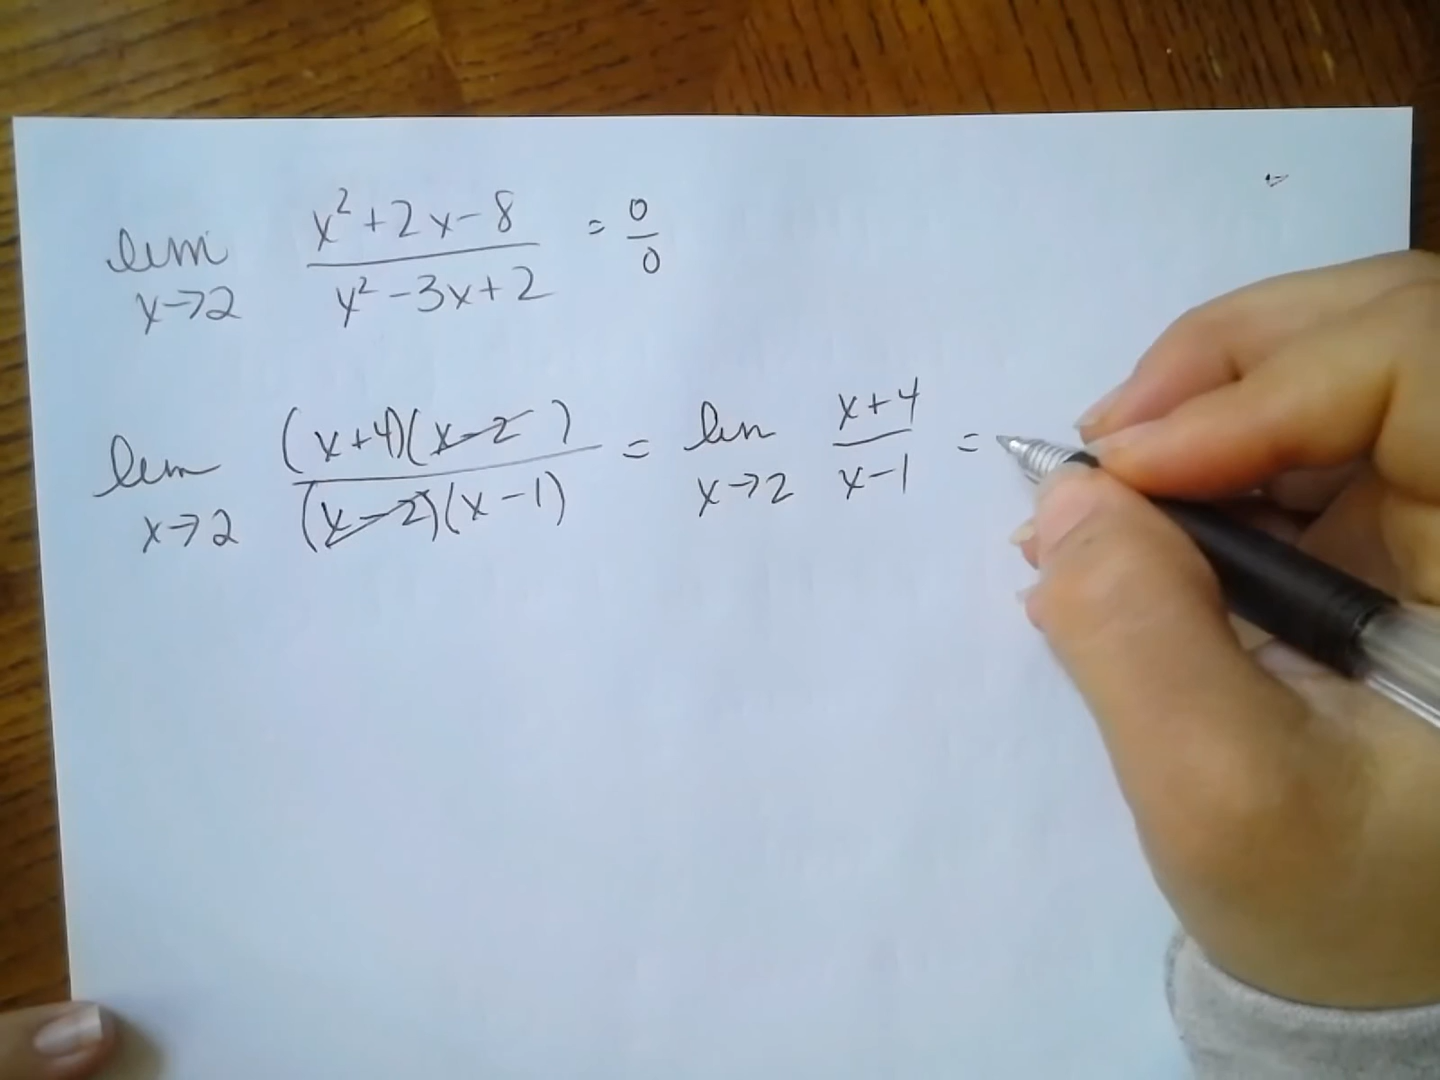 lim x→2 (x² + 2x - 8)/(x² - 3x + 2) = 0/0
lim x→2 ((x+4)(x-2))/((x-2)(x-1)) = lim x→2 (x+4)/(x-1) =